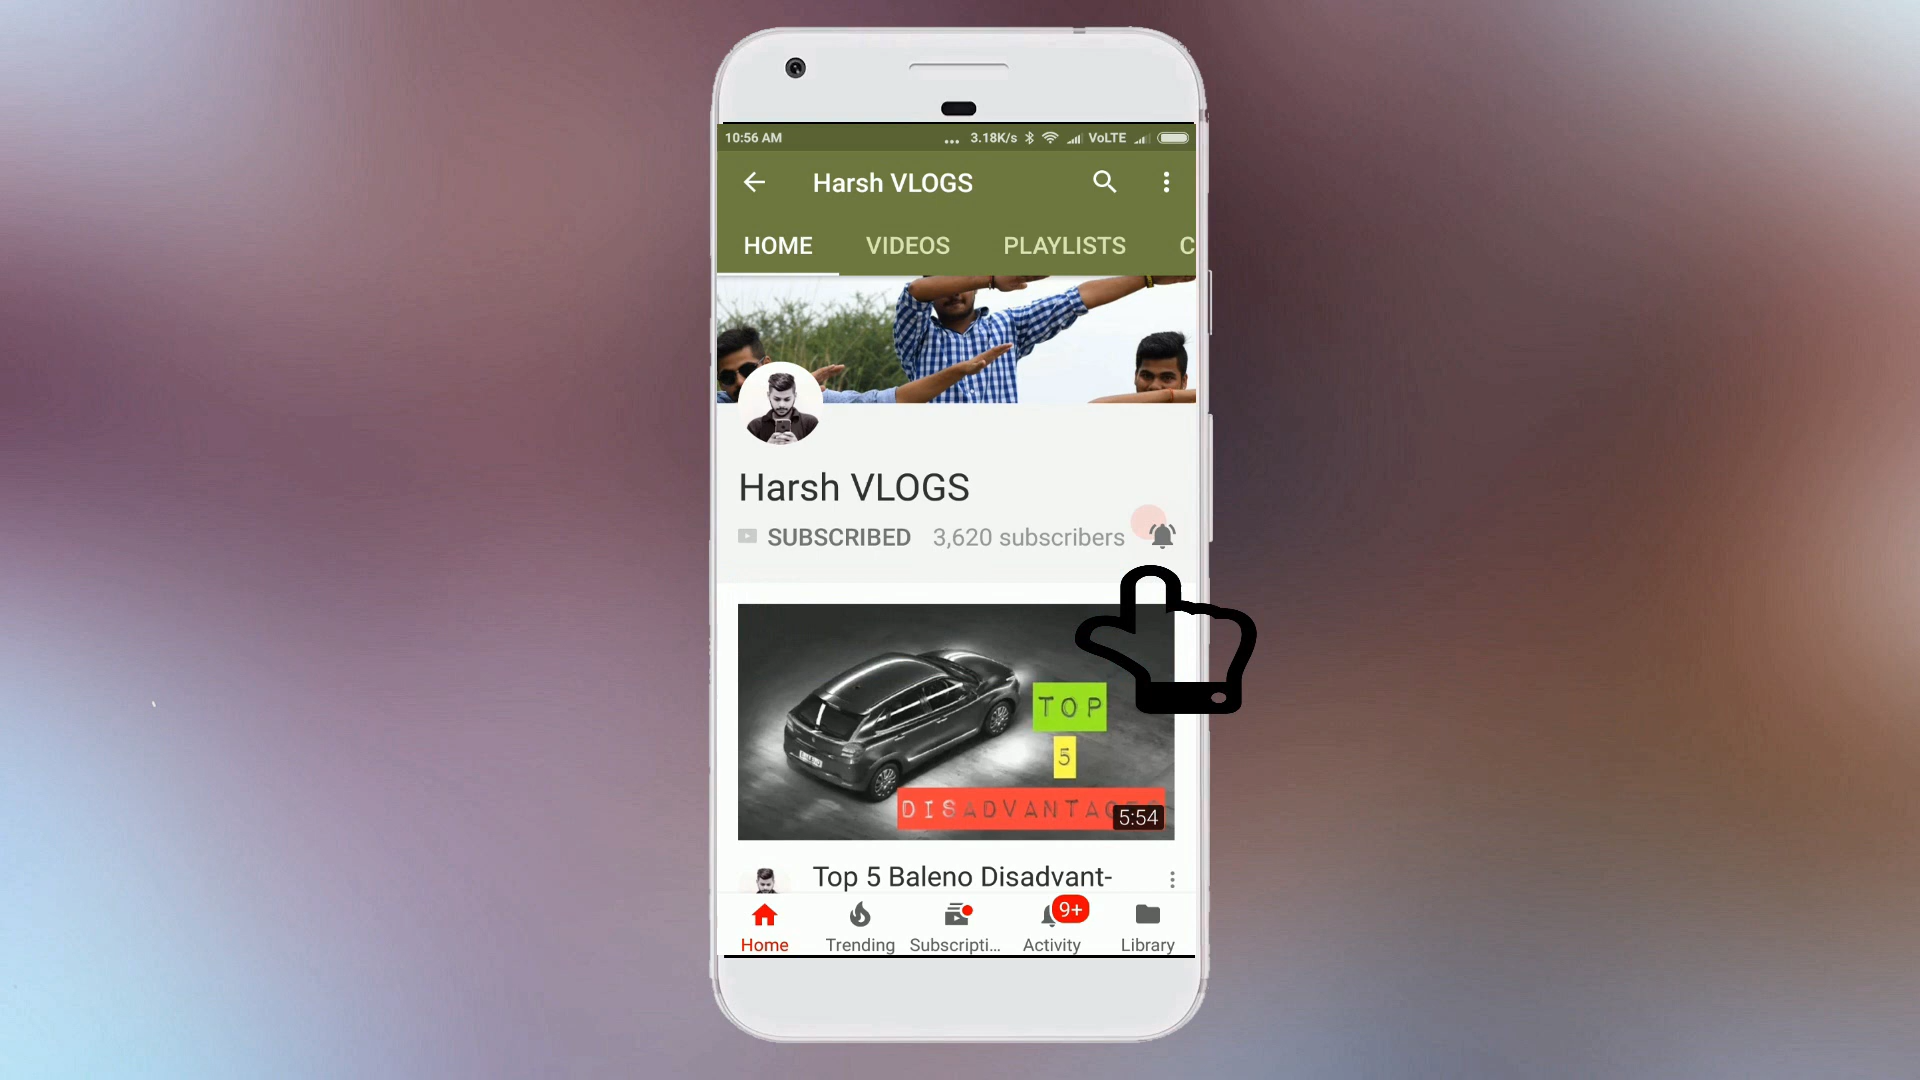 10:56 AM ... 3.18K/s VoLTE
Harsh VLOGS
HOME VIDEOS PLAYLISTS C
Harsh VLOGS
SUBSCRIBED 3,620 subscribers
TOP
5
DISADVANTAGES
5:54
Top 5 Baleno Disadvant-
9+
Home Trending Subscripti... Activity Library